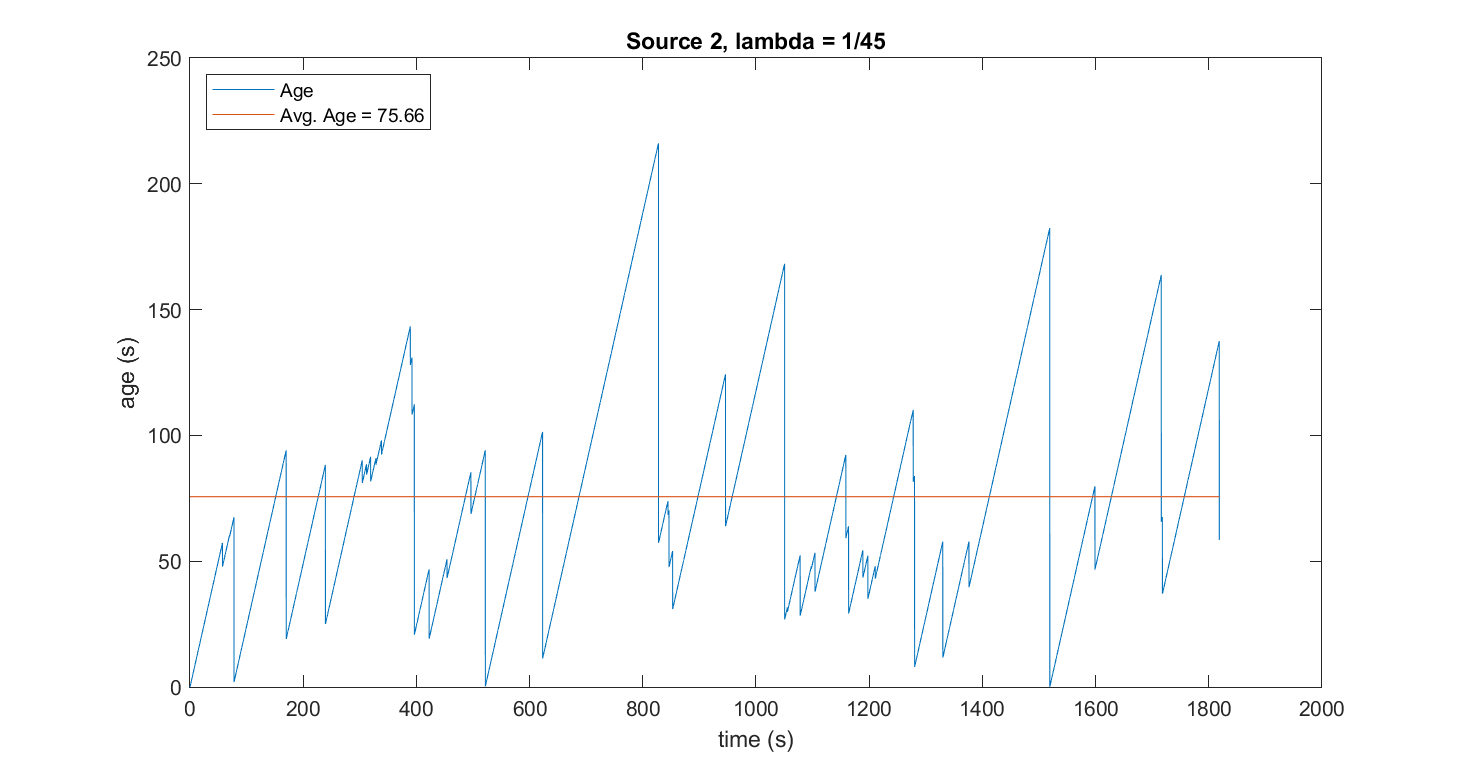 Source 2, lambda = 1/45
250
200
150
100
50
0
age (s)
Age
Avg. Age = 75.66
0 200 400 600 800 1000 1200 1400 1600 1800 2000
time (s)